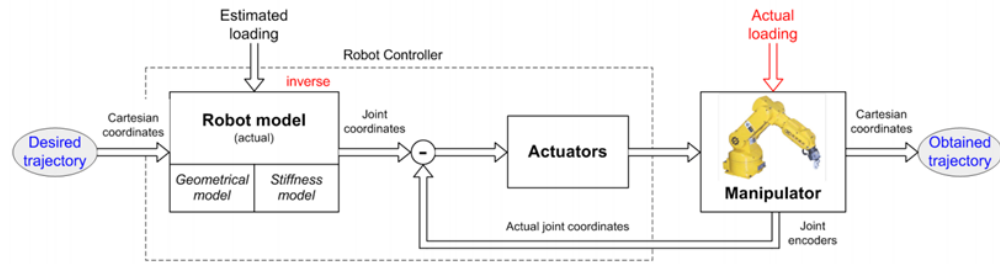 Estimated
loading
Actual
loading
Robot Controller
inverse
Cartesian
coordinates
Robot model
(actual)
Joint
coordinates
Cartesian
coordinates
Desired
trajectory
-
Actuators
Obtained
trajectory
Geometrical
model
Stiffness
model
Manipulator
Actual joint coordinates
Joint
encoders